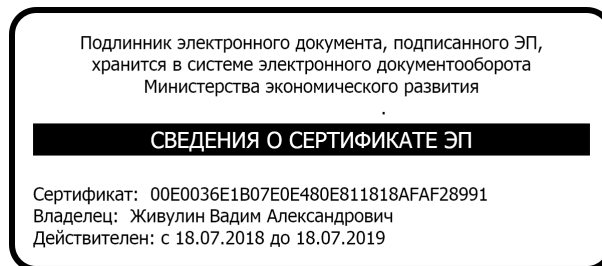 Подлинник электронного документа, подписанного ЭП,
хранится в системе электронного документооборота
Министерства экономического развития
.
СВЕДЕНИЯ О СЕРТИФИКАТЕ ЭП
Сертификат: 00E0036E1B07E0E480E811818AFAF28991
Владелец: Живулин Вадим Александрович
Действителен: с 18.07.2018 до 18.07.2019